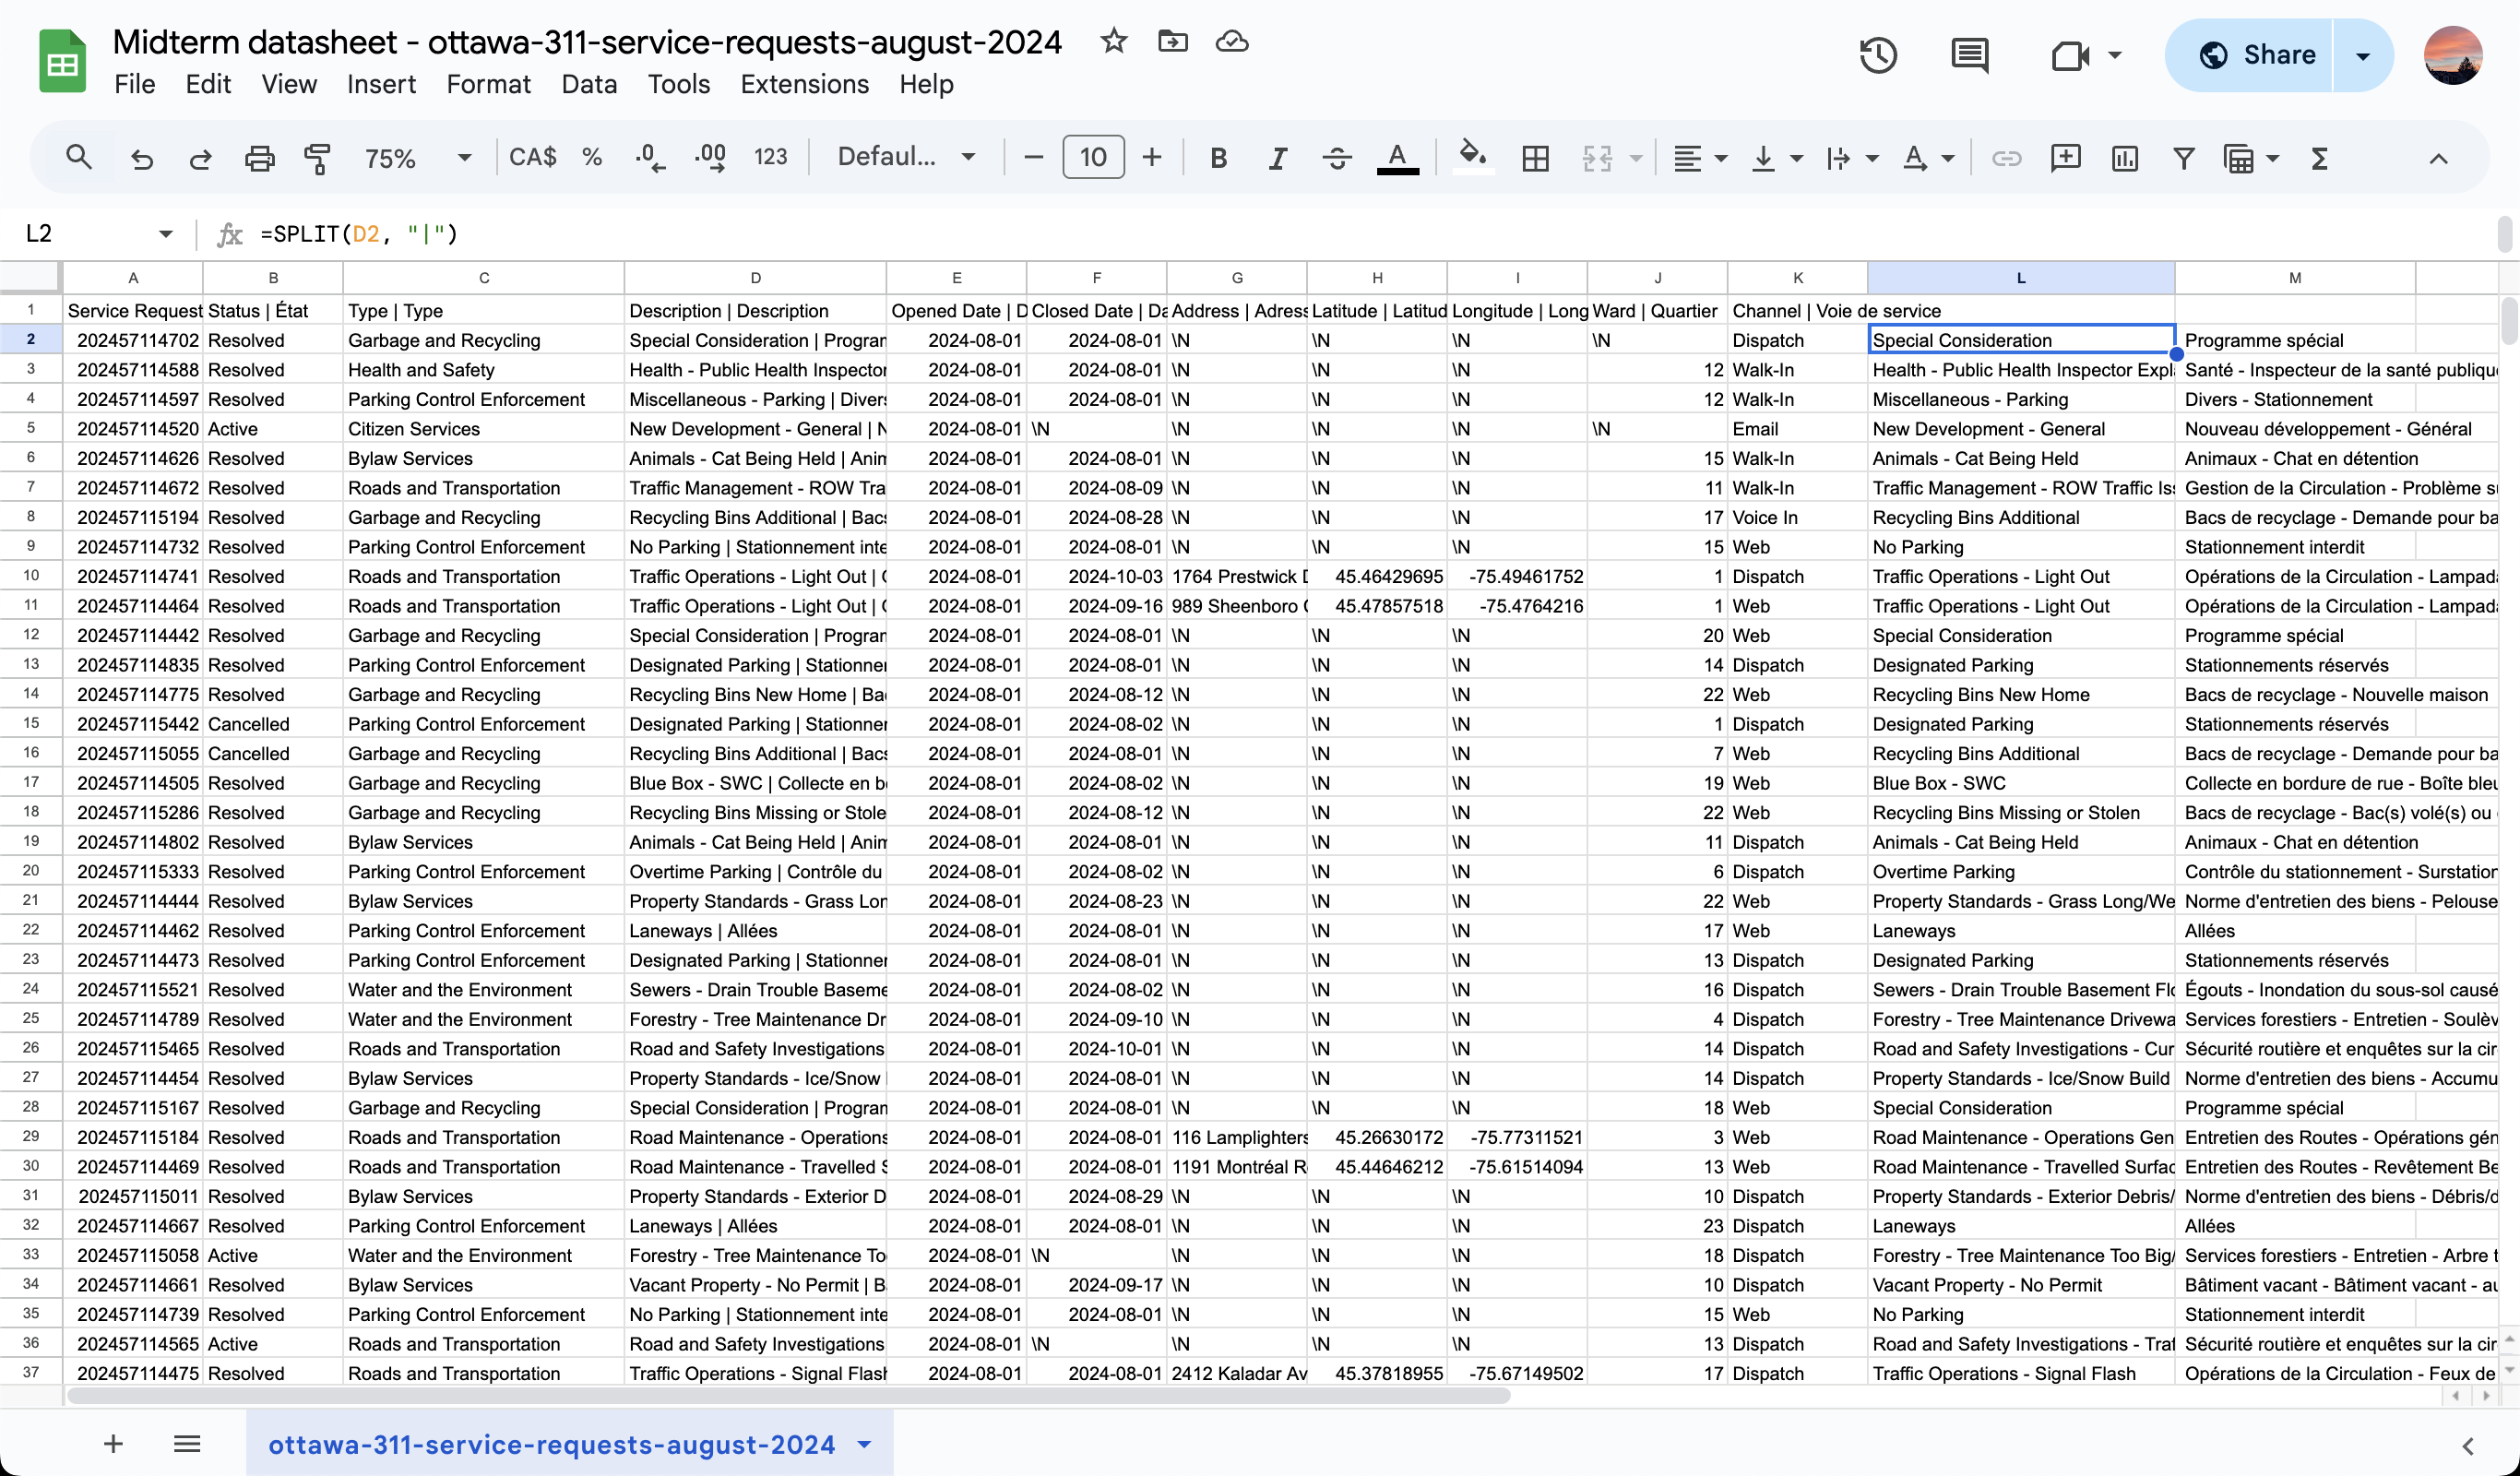 Midterm datasheet - ottawa-311-service-requests-august-2024
File Edit View Insert Format Data Tools Extensions Help
Share
75% CA$ % .0 .00 123 Defaul... 10 B I A
L2 =SPLIT(D2, "|")
A B C D E F G H I J K L M
1 Service Request Status | État Type | Type Description | Description Opened Date | D Closed Date | Da Address | Adress Latitude | Latitud Longitude | Long Ward | Quartier Channel | Voie de service
2 202457114702 Resolved Garbage and Recycling Special Consideration | Program 2024-08-01 2024-08-01 \N \N \N \N Dispatch Special Consideration Programme spécial
3 202457114588 Resolved Health and Safety Health - Public Health Inspector 2024-08-01 2024-08-01 \N \N \N 12 Walk-In Health - Public Health Inspector Expl Santé - Inspecteur de la santé publique
4 202457114597 Resolved Parking Control Enforcement Miscellaneous - Parking | Divers 2024-08-01 2024-08-01 \N \N \N 12 Walk-In Miscellaneous - Parking Divers - Stationnement
5 202457114520 Active Citizen Services New Development - General | N 2024-08-01 \N \N \N \N \N Email New Development - General Nouveau développement - Général
6 202457114626 Resolved Bylaw Services Animals - Cat Being Held | Anim 2024-08-01 2024-08-01 \N \N \N 15 Walk-In Animals - Cat Being Held Animaux - Chat en détention
7 202457114672 Resolved Roads and Transportation Traffic Management - ROW Tra 2024-08-01 2024-08-09 \N \N \N 11 Walk-In Traffic Management - ROW Traffic Iss Gestion de la Circulation - Problème su
8 202457115194 Resolved Garbage and Recycling Recycling Bins Additional | Bacs 2024-08-01 2024-08-28 \N \N \N 17 Voice In Recycling Bins Additional Bacs de recyclage - Demande pour ba
9 202457114732 Resolved Parking Control Enforcement No Parking | Stationnement inte 2024-08-01 2024-08-01 \N \N \N 15 Web No Parking Stationnement interdit
10 202457114741 Resolved Roads and Transportation Traffic Operations - Light Out | O 2024-08-01 2024-10-03 1764 Prestwick D 45.46429695 -75.49461752 1 Dispatch Traffic Operations - Light Out Opérations de la Circulation - Lampada
11 202457114464 Resolved Roads and Transportation Traffic Operations - Light Out | O 2024-08-01 2024-09-16 989 Sheenboro C 45.47857518 -75.4764216 1 Web Traffic Operations - Light Out Opérations de la Circulation - Lampada
12 202457114442 Resolved Garbage and Recycling Special Consideration | Program 2024-08-01 2024-08-01 \N \N \N 20 Web Special Consideration Programme spécial
13 202457114835 Resolved Parking Control Enforcement Designated Parking | Stationner 2024-08-01 2024-08-01 \N \N \N 14 Dispatch Designated Parking Stationnements réservés
14 202457114775 Resolved Garbage and Recycling Recycling Bins New Home | Bac 2024-08-01 2024-08-12 \N \N \N 22 Web Recycling Bins New Home Bacs de recyclage - Nouvelle maison
15 202457115442 Cancelled Parking Control Enforcement Designated Parking | Stationner 2024-08-01 2024-08-02 \N \N \N 1 Dispatch Designated Parking Stationnements réservés
16 202457115055 Cancelled Garbage and Recycling Recycling Bins Additional | Bacs 2024-08-01 2024-08-01 \N \N \N 7 Web Recycling Bins Additional Bacs de recyclage - Demande pour ba
17 202457114505 Resolved Garbage and Recycling Blue Box - SWC | Collecte en bo 2024-08-01 2024-08-02 \N \N \N 19 Web Blue Box - SWC Collecte en bordure de rue - Boîte bleu
18 202457115286 Resolved Garbage and Recycling Recycling Bins Missing or Stole 2024-08-01 2024-08-12 \N \N \N 22 Web Recycling Bins Missing or Stolen Bacs de recyclage - Bac(s) volé(s) ou
19 202457114802 Resolved Bylaw Services Animals - Cat Being Held | Anim 2024-08-01 2024-08-01 \N \N \N 11 Dispatch Animals - Cat Being Held Animaux - Chat en détention
20 202457115333 Resolved Parking Control Enforcement Overtime Parking | Contrôle du 2024-08-01 2024-08-02 \N \N \N 6 Dispatch Overtime Parking Contrôle du stationnement - Surstation
21 202457114444 Resolved Bylaw Services Property Standards - Grass Lon 2024-08-01 2024-08-23 \N \N \N 22 Web Property Standards - Grass Long/We Norme d'entretien des biens - Pelouse
22 202457114462 Resolved Parking Control Enforcement Laneways | Allées 2024-08-01 2024-08-01 \N \N \N 17 Web Laneways Allées
23 202457114473 Resolved Parking Control Enforcement Designated Parking | Stationner 2024-08-01 2024-08-01 \N \N \N 13 Dispatch Designated Parking Stationnements réservés
24 202457115521 Resolved Water and the Environment Sewers - Drain Trouble Baseme 2024-08-01 2024-08-02 \N \N \N 16 Dispatch Sewers - Drain Trouble Basement Flo Égouts - Inondation du sous-sol causé
25 202457114789 Resolved Water and the Environment Forestry - Tree Maintenance Dr 2024-08-01 2024-09-10 \N \N \N 4 Dispatch Forestry - Tree Maintenance Drivewa Services forestiers - Entretien - Soulèv
26 202457115465 Resolved Roads and Transportation Road and Safety Investigations 2024-08-01 2024-10-01 \N \N \N 14 Dispatch Road and Safety Investigations - Cur Sécurité routière et enquêtes sur la cir
27 202457114454 Resolved Bylaw Services Property Standards - Ice/Snow 2024-08-01 2024-08-01 \N \N \N 14 Dispatch Property Standards - Ice/Snow Build Norme d'entretien des biens - Accumu
28 202457115167 Resolved Garbage and Recycling Special Consideration | Program 2024-08-01 2024-08-01 \N \N \N 18 Web Special Consideration Programme spécial
29 202457115184 Resolved Roads and Transportation Road Maintenance - Operations 2024-08-01 2024-08-01 116 Lamplighters 45.26630172 -75.77311521 3 Web Road Maintenance - Operations Gen Entretien des Routes - Opérations gén
30 202457114469 Resolved Roads and Transportation Road Maintenance - Travelled S 2024-08-01 2024-08-01 1191 Montréal R 45.44646212 -75.61514094 13 Web Road Maintenance - Travelled Surfac Entretien des Routes - Revêtement Be
31 202457115011 Resolved Bylaw Services Property Standards - Exterior D 2024-08-01 2024-08-29 \N \N \N 10 Dispatch Property Standards - Exterior Debris/ Norme d'entretien des biens - Débris/d
32 202457114667 Resolved Parking Control Enforcement Laneways | Allées 2024-08-01 2024-08-01 \N \N \N 23 Dispatch Laneways Allées
33 202457115058 Active Water and the Environment Forestry - Tree Maintenance To 2024-08-01 \N \N \N \N 18 Dispatch Forestry - Tree Maintenance Too Big/ Services forestiers - Entretien - Arbre t
34 202457114661 Resolved Bylaw Services Vacant Property - No Permit | B 2024-08-01 2024-09-17 \N \N \N 10 Dispatch Vacant Property - No Permit Bâtiment vacant - Bâtiment vacant - au
35 202457114739 Resolved Parking Control Enforcement No Parking | Stationnement inte 2024-08-01 2024-08-01 \N \N \N 15 Web No Parking Stationnement interdit
36 202457114565 Active Roads and Transportation Road and Safety Investigations 2024-08-01 \N \N \N \N 13 Dispatch Road and Safety Investigations - Traf Sécurité routière et enquêtes sur la cir
37 202457114475 Resolved Roads and Transportation Traffic Operations - Signal Flash 2024-08-01 2024-08-01 2412 Kaladar Av 45.37818955 -75.67149502 17 Dispatch Traffic Operations - Signal Flash Opérations de la Circulation - Feux de
ottawa-311-service-requests-august-2024